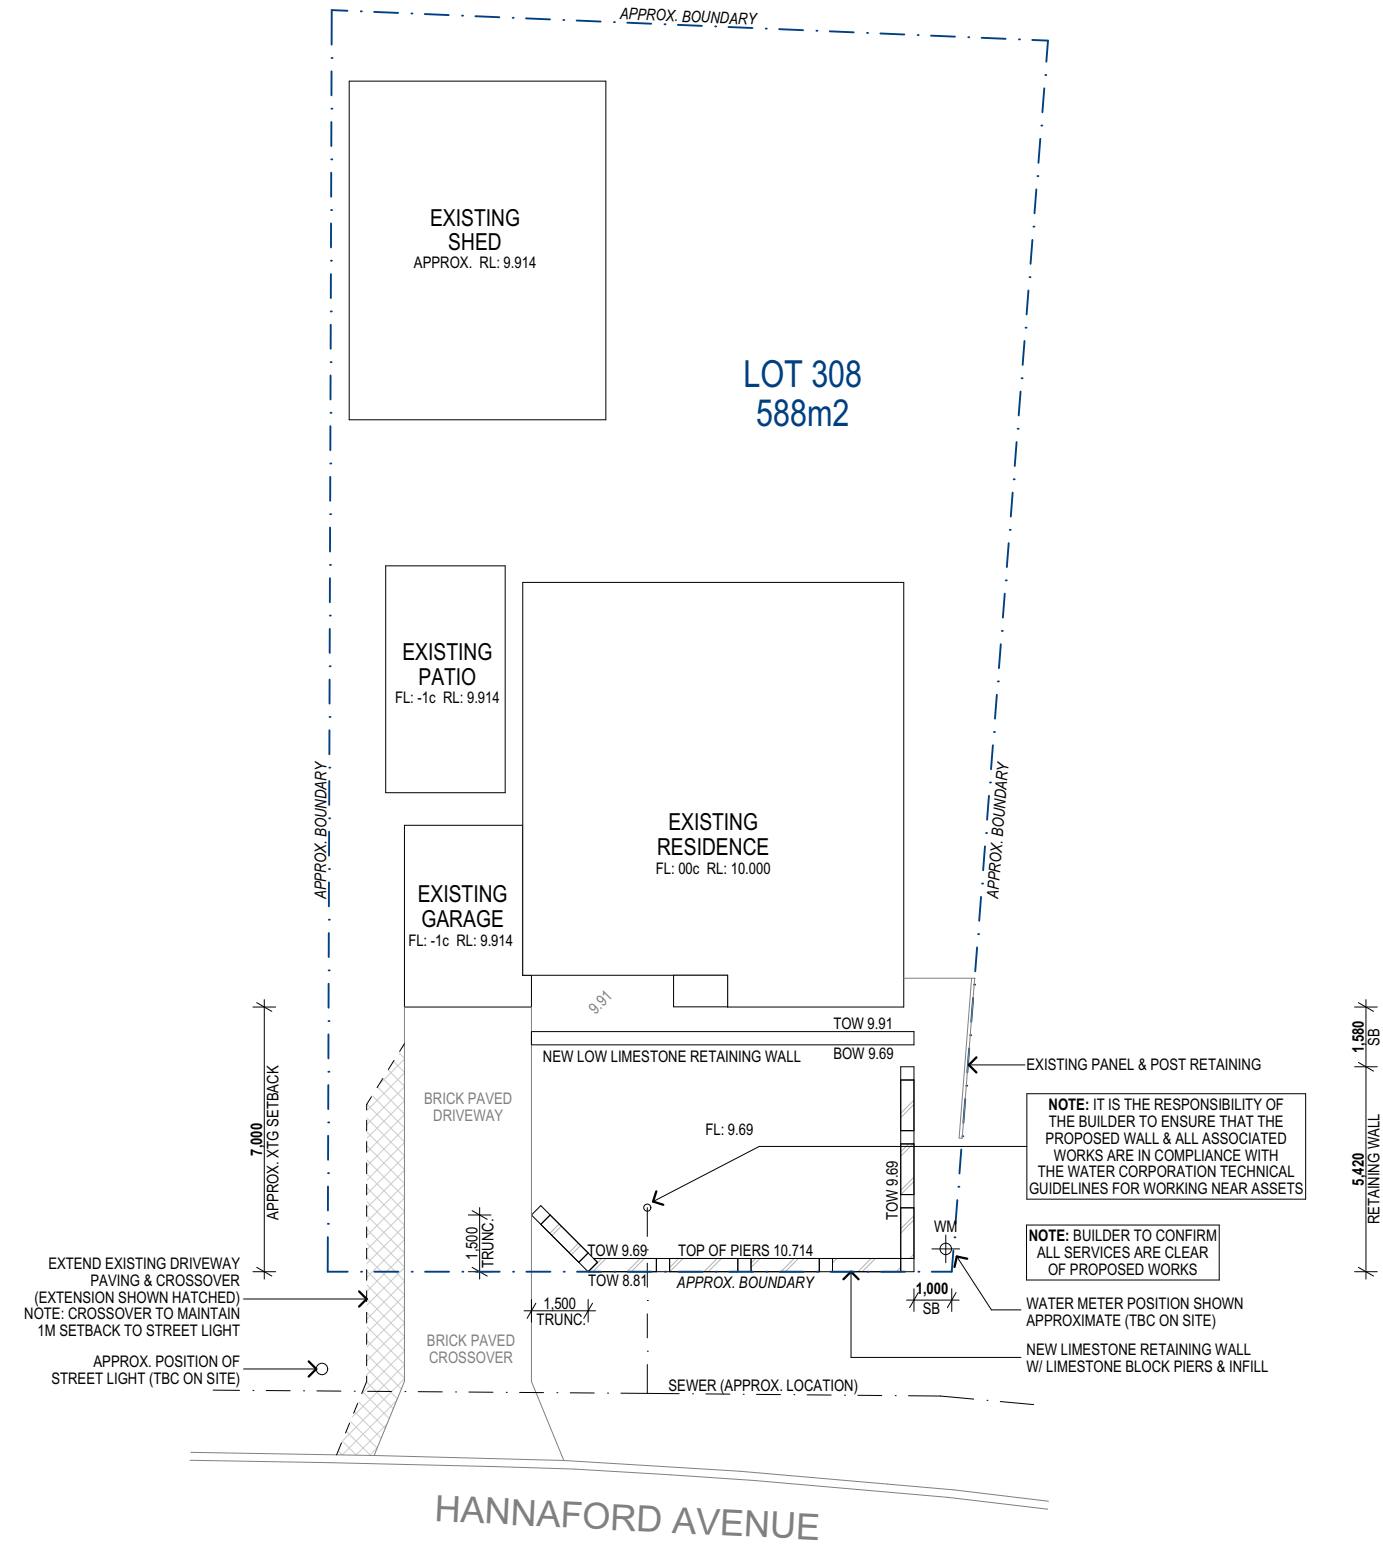 APPROX. BOUNDARY
EXISTING
SHED
APPROX. RL: 9.914
LOT 308
588m2
EXISTING
PATIO
FL: -1c RL: 9.914
APPROX. BOUNDARY
APPROX. BOUNDARY
EXISTING
RESIDENCE
FL: 00c RL: 10.000
EXISTING
GARAGE
FL: -1c RL: 9.914
9.91
TOW 9.91
NEW LOW LIMESTONE RETAINING WALL
BOW 9.69
1,580
SB
EXISTING PANEL & POST RETAINING
7,000
APPROX. XTG SETBACK
BRICK PAVED
DRIVEWAY
FL: 9.69
NOTE: IT IS THE RESPONSIBILITY OF
THE BUILDER TO ENSURE THAT THE
PROPOSED WALL & ALL ASSOCIATED
WORKS ARE IN COMPLIANCE WITH
THE WATER CORPORATION TECHNICAL
GUIDELINES FOR WORKING NEAR ASSETS
5,420
RETAINING WALL
TOW 9.69
WM
1,500
TRUNC.
TOW 9.69
TOP OF PIERS 10.714
NOTE: BUILDER TO CONFIRM
ALL SERVICES ARE CLEAR
OF PROPOSED WORKS
TOW 8.81
APPROX. BOUNDARY
EXTEND EXISTING DRIVEWAY
PAVING & CROSSOVER
(EXTENSION SHOWN HATCHED)
NOTE: CROSSOVER TO MAINTAIN
1M SETBACK TO STREET LIGHT
1,500
TRUNC.
1,000
SB
WATER METER POSITION SHOWN
APPROXIMATE (TBC ON SITE)
BRICK PAVED
CROSSOVER
NEW LIMESTONE RETAINING WALL
W/ LIMESTONE BLOCK PIERS & INFILL
APPROX. POSITION OF
STREET LIGHT (TBC ON SITE)
SEWER (APPROX. LOCATION)
HANNAFORD AVENUE